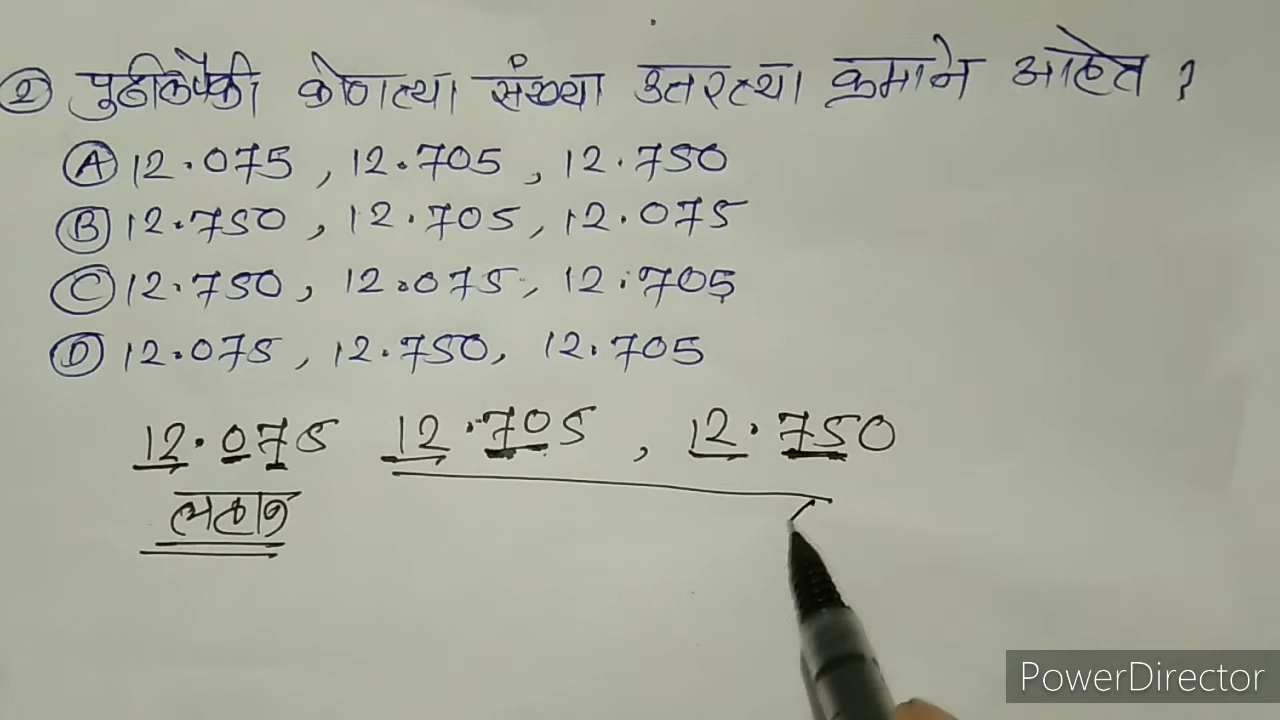 २ पुढीलपैकी कोणत्या संख्या उतरत्या क्रमाने आहेत ?
A 12.075 , 12.705 , 12.750
B 12.750 , 12.705 , 12.075
C 12.750 , 12.075 , 12.705
D 12.075 , 12.750 , 12.705
12.075 12.705 , 12.750
लहान
PowerDirector